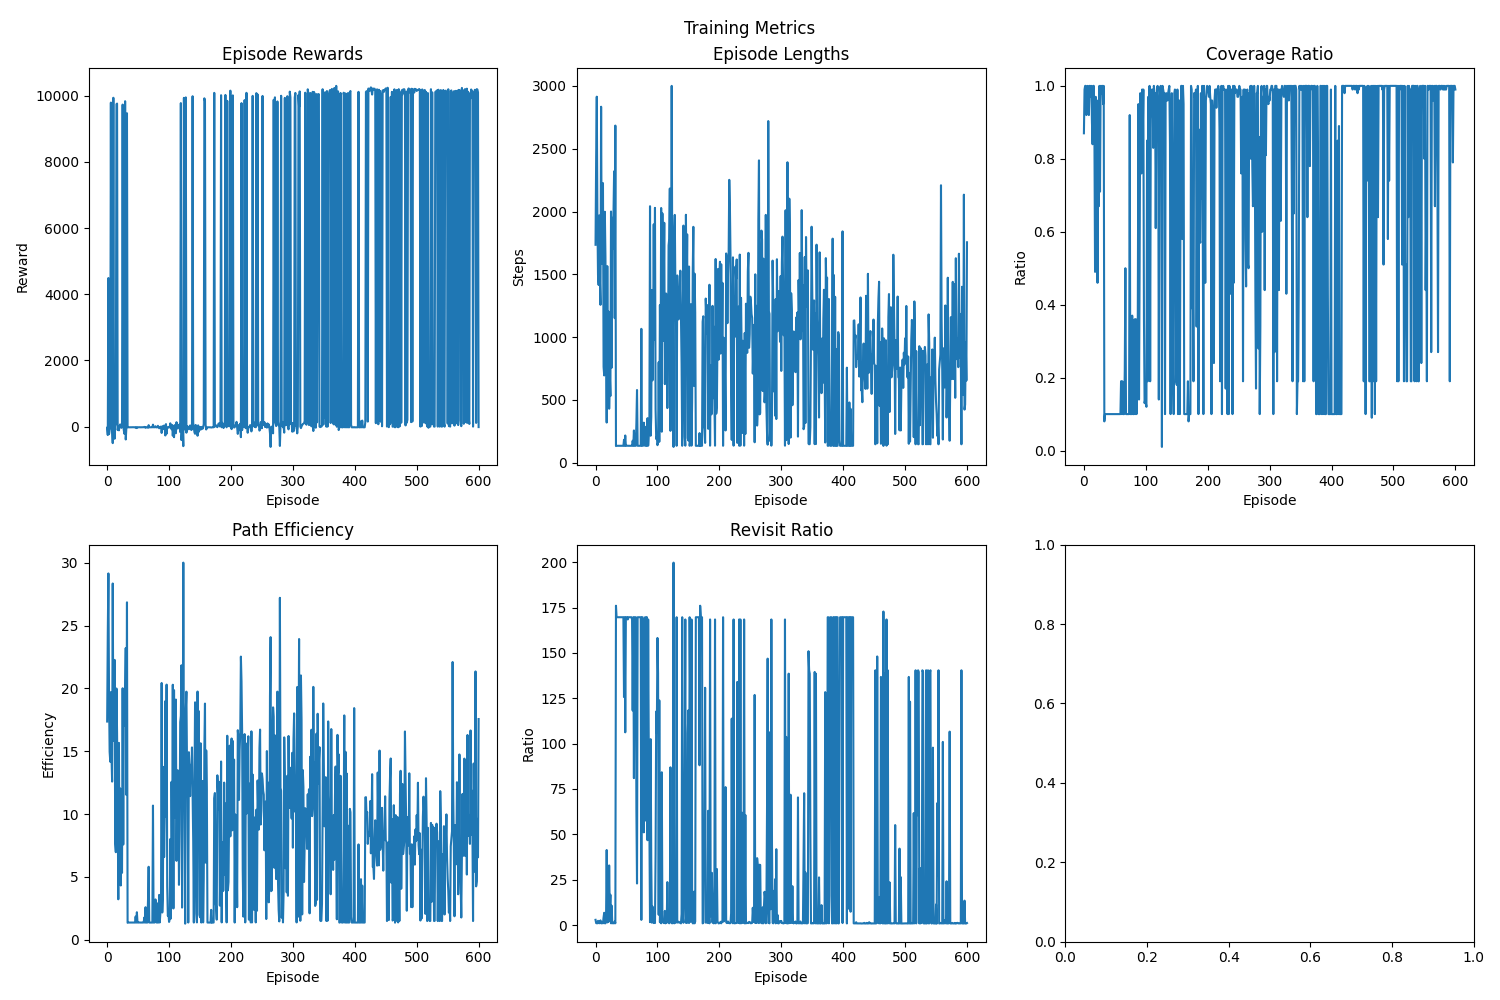 Training Metrics
Episode Rewards
Episode Lengths
Coverage Ratio
Reward
10000
8000
6000
4000
2000
0
0 100 200 300 400 500 600
Episode
Steps
3000
2500
2000
1500
1000
500
0
0 100 200 300 400 500 600
Episode
Ratio
1.0
0.8
0.6
0.4
0.2
0.0
0 100 200 300 400 500 600
Episode
Path Efficiency
Revisit Ratio
Efficiency
30
25
20
15
10
5
0
0 100 200 300 400 500 600
Episode
Ratio
200
175
150
125
100
75
50
25
0
0 100 200 300 400 500 600
Episode
1.0
0.8
0.6
0.4
0.2
0.0
0.0 0.2 0.4 0.6 0.8 1.0